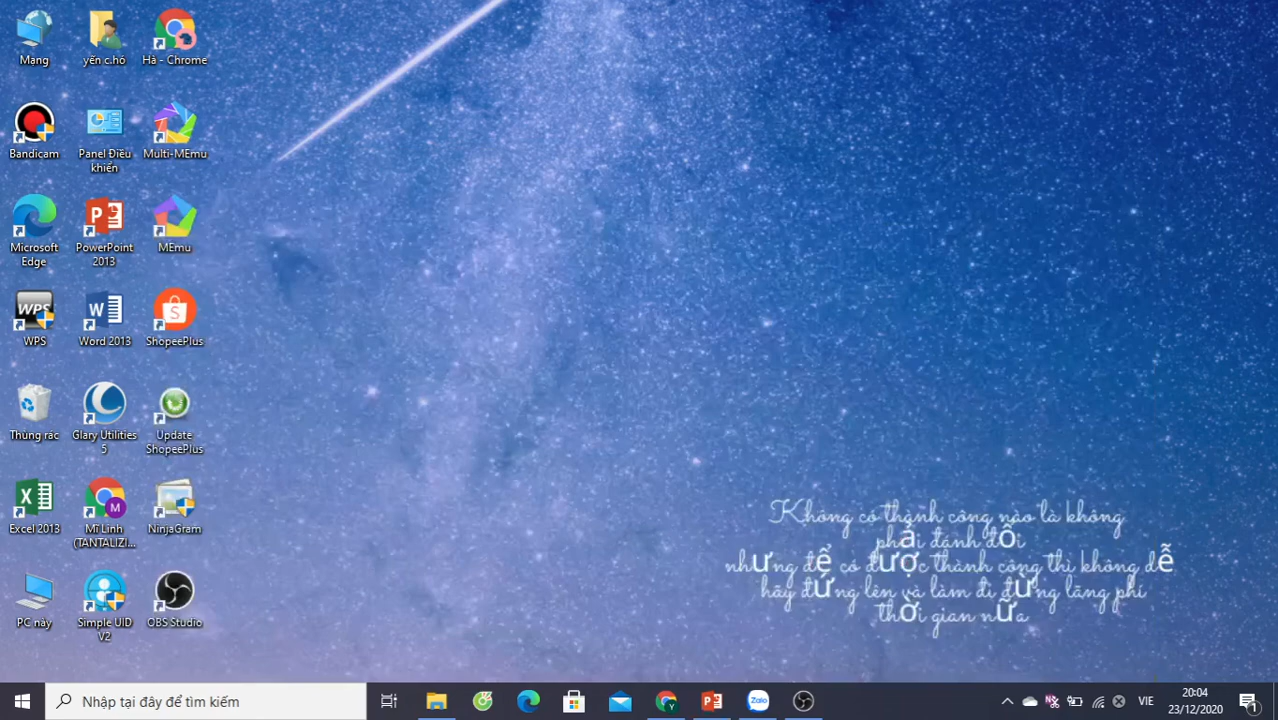 Mạng
yến c.hó
Hà - Chrome
Bandicam
Panel Điều
khiển
Multi-MEmu
Microsoft
Edge
PowerPoint
2013
MEmu
WPS
Word 2013
ShopeePlus
Thùng rác
Glary Utilities
5
Update
ShopeePlus
Excel 2013
Mĩ Linh
(TANTALIZI...
NinjaGram
PC này
Simple UID
V2
OBS Studio
Không có thành công nào là không
phải đánh đổi
nhưng để có được thành công thì không dễ
hãy đứng lên và làm đi đừng lãng phí
thời gian nữa
Nhập tại đây để tìm kiếm
Zalo
VIE
20:04
23/12/2020